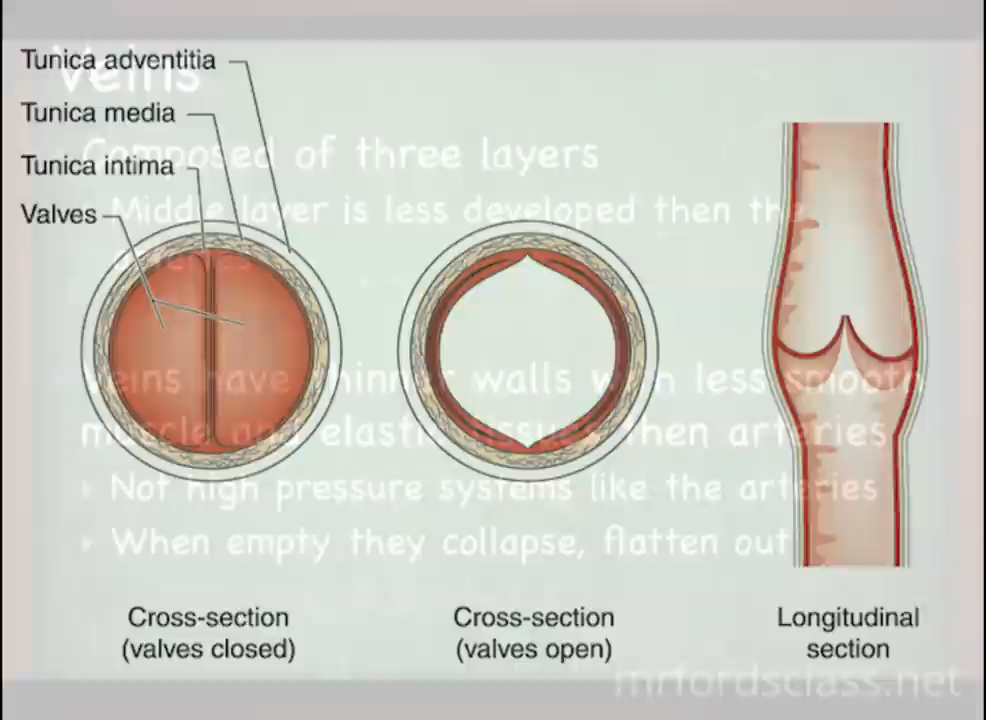 Veins
Tunica adventitia
Tunica media
Composed of three layers
Tunica intima
Middle layer is less developed then the
Valves
Veins have thinner walls with less smooth
muscle and elastic tissue then arteries
Not high pressure systems like the arteries
When empty they collapse, flatten out
Cross-section
(valves closed)
Cross-section
(valves open)
Longitudinal
section
mrfordsclass.net